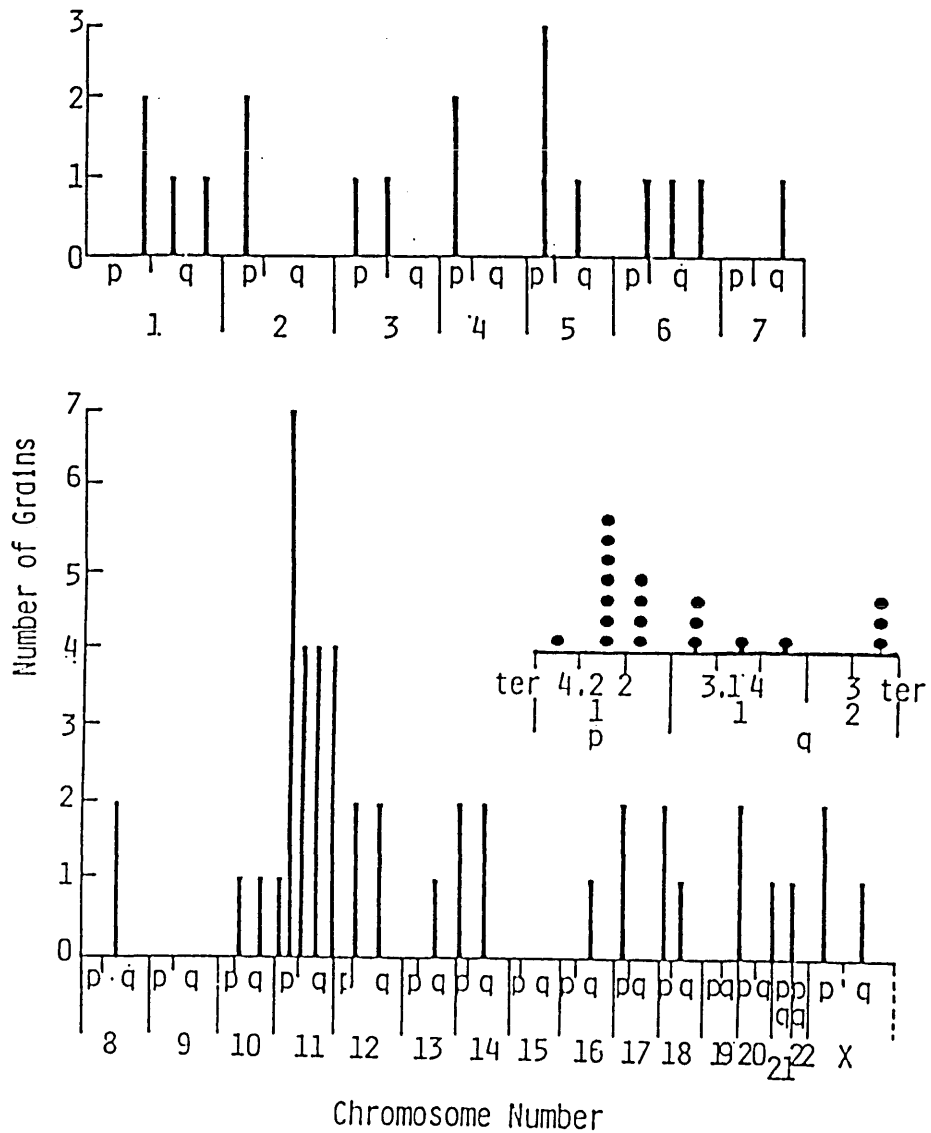 3
2
1
0
p q p q p q p q p q p q p q
1 2 3 4 5 6 7
Number of Grains
7
6
5
4
3
2
1
0
ter 4.2 2 3.1 4 3 ter
1 1 2
p q
p q p q p q p q p q p q p q p q p q p q p q p q p q p q p q p q
8 9 10 11 12 13 14 15 16 17 18 19 20 21 22 X
Chromosome Number